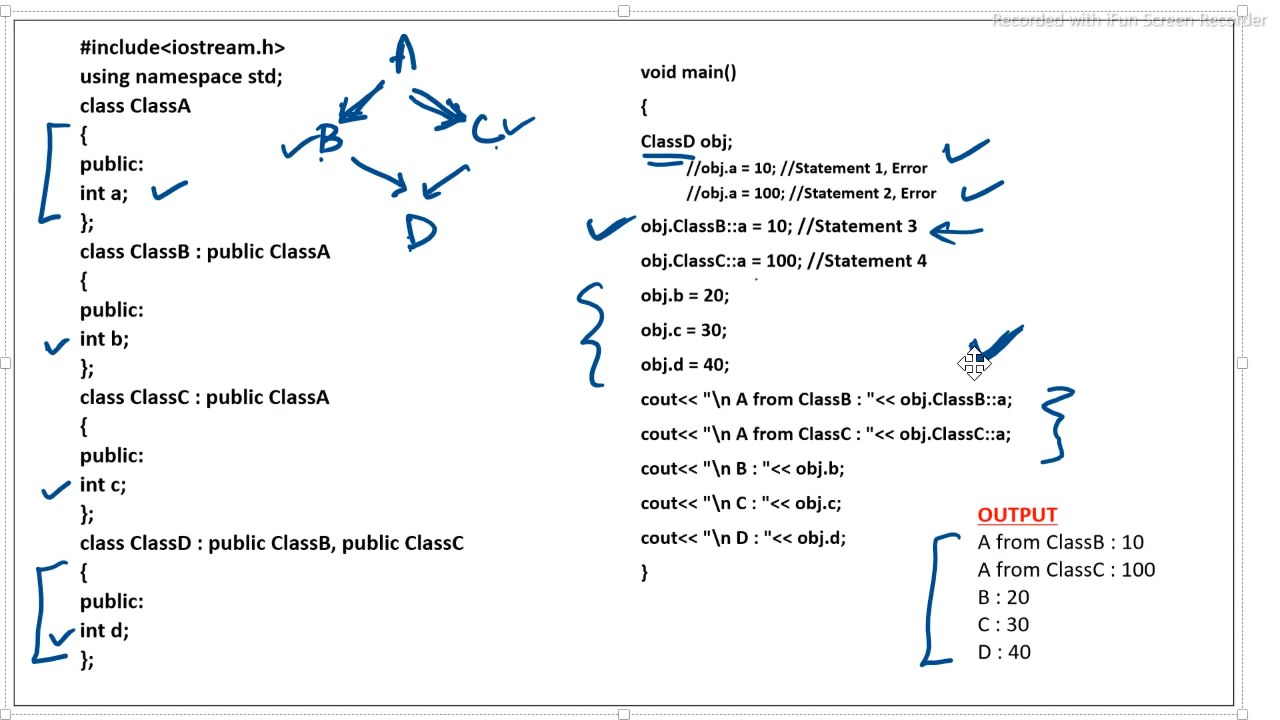 Recorded with iFun Screen Recorder
#include<iostream.h>
using namespace std;
class ClassA
{
public:
int a;
};
class ClassB : public ClassA
{
public:
int b;
};
class ClassC : public ClassA
{
public:
int c;
};
class ClassD : public ClassB, public ClassC
{
public:
int d;
};
A
B C
D
void main()
{
ClassD obj;
//obj.a = 10; //Statement 1, Error
//obj.a = 100; //Statement 2, Error
obj.ClassB::a = 10; //Statement 3
obj.ClassC::a = 100; //Statement 4
obj.b = 20;
obj.c = 30;
obj.d = 40;
cout<< "\n A from ClassB : "<< obj.ClassB::a;
cout<< "\n A from ClassC : "<< obj.ClassC::a;
cout<< "\n B : "<< obj.b;
cout<< "\n C : "<< obj.c;
cout<< "\n D : "<< obj.d;
}
OUTPUT
A from ClassB : 10
A from ClassC : 100
B : 20
C : 30
D : 40